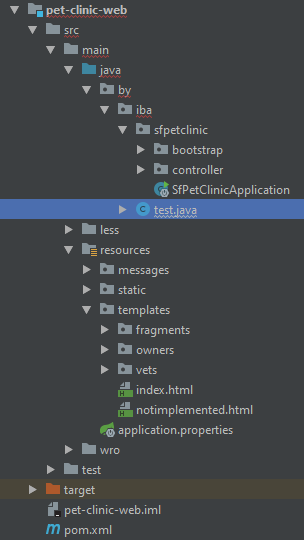 pet-clinic-web
src
main
java
by
iba
sfpetclinic
bootstrap
controller
SfPetClinicApplication
test.java
less
resources
messages
static
templates
fragments
owners
vets
index.html
notimplemented.html
application.properties
wro
test
target
pet-clinic-web.iml
pom.xml